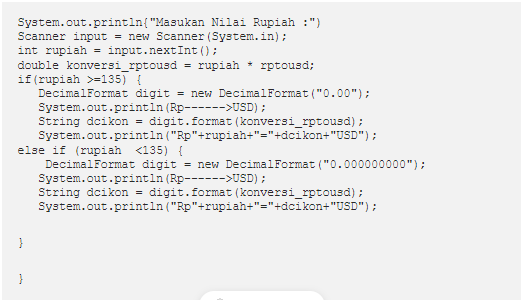 System.out.println{"Masukan Nilai Rupiah :")
Scanner input = new Scanner(System.in);
int rupiah = input.nextInt();
double konversi_rptousd = rupiah * rptousd;
if(rupiah >=135) {
DecimalFormat digit = new DecimalFormat("0.00");
System.out.println(Rp------>USD);
String dcikon = digit.format(konversi_rptousd);
System.out.println("Rp"+rupiah+"="+dcikon+"USD");
else if (rupiah <135) {
DecimalFormat digit = new DecimalFormat("0.000000000");
System.out.println(Rp------>USD);
String dcikon = digit.format(konversi_rptousd);
System.out.println("Rp"+rupiah+"="+dcikon+"USD");
}
}